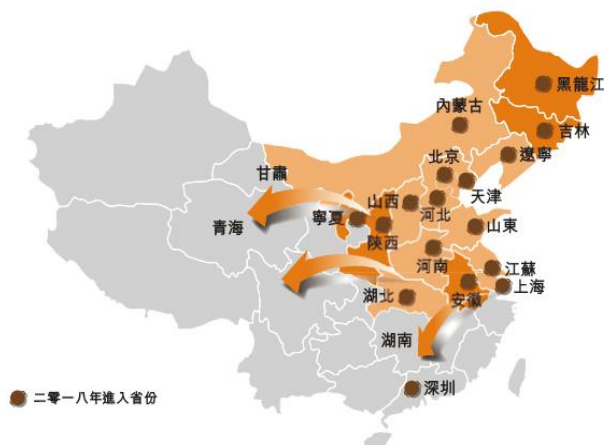 黑龍江
內蒙古
吉林
遼寧
北京
天津
甘肅
山西
河北
寧夏
青海
陝西
山東
河南
江蘇
安徽
上海
湖北
湖南
深圳
二零一八年進入省份